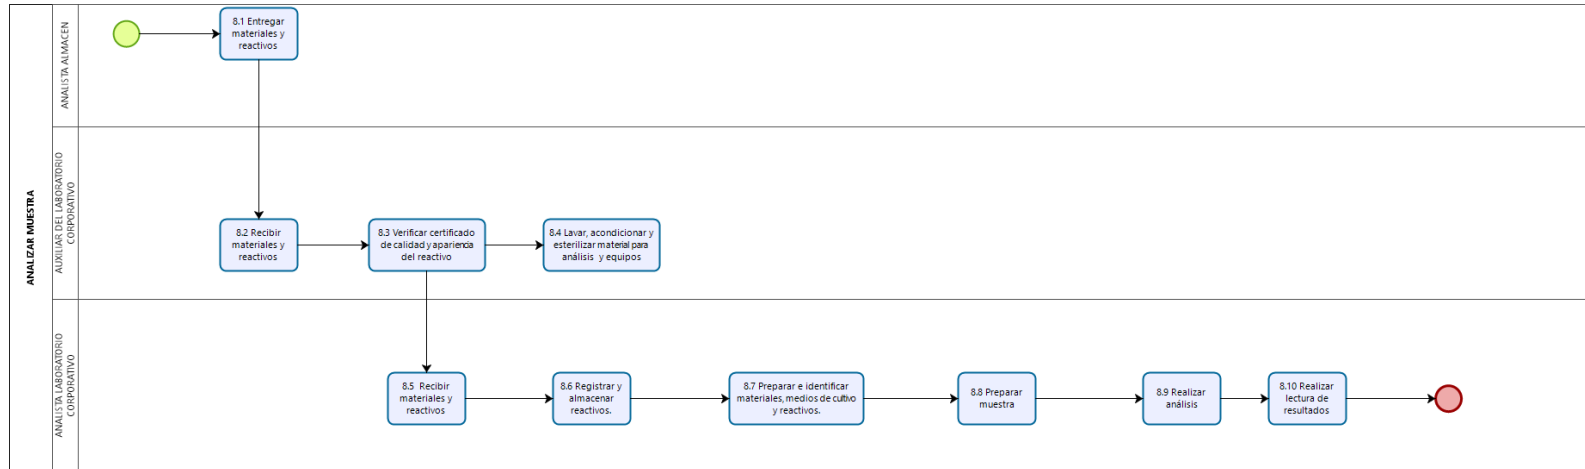 ANALIZAR MUESTRA
ANALISTA ALMACEN
8.1 Entregar
materiales y
reactivos
AUXILIAR DEL LABORATORIO
CORPORATIVO
8.2 Recibir
materiales y
reactivos
8.3 Verificar certificado
de calidad y apariencia
del reactivo
8.4 Lavar, acondicionar y
esterilizar material para
análisis y equipos
ANALISTA LABORATORIO
CORPORATIVO
8.5 Recibir
materiales y
reactivos
8.6 Registrar y
almacenar
reactivos.
8.7 Preparar e identificar
materiales, medios de cultivo
y reactivos.
8.8 Preparar
muestra
8.9 Realizar
análisis
8.10 Realizar
lectura de
resultados